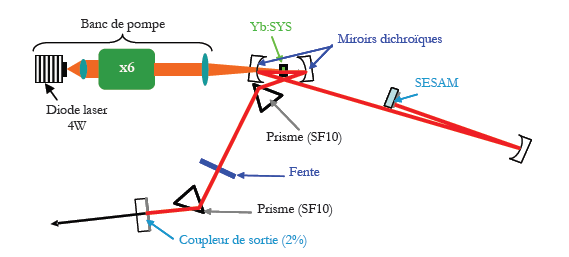 Banc de pompe
Yb:SYS
Miroirs dichroïques
x6
SESAM
Diode laser
4W
Prisme (SF10)
Fente
Prisme (SF10)
Coupleur de sortie (2%)